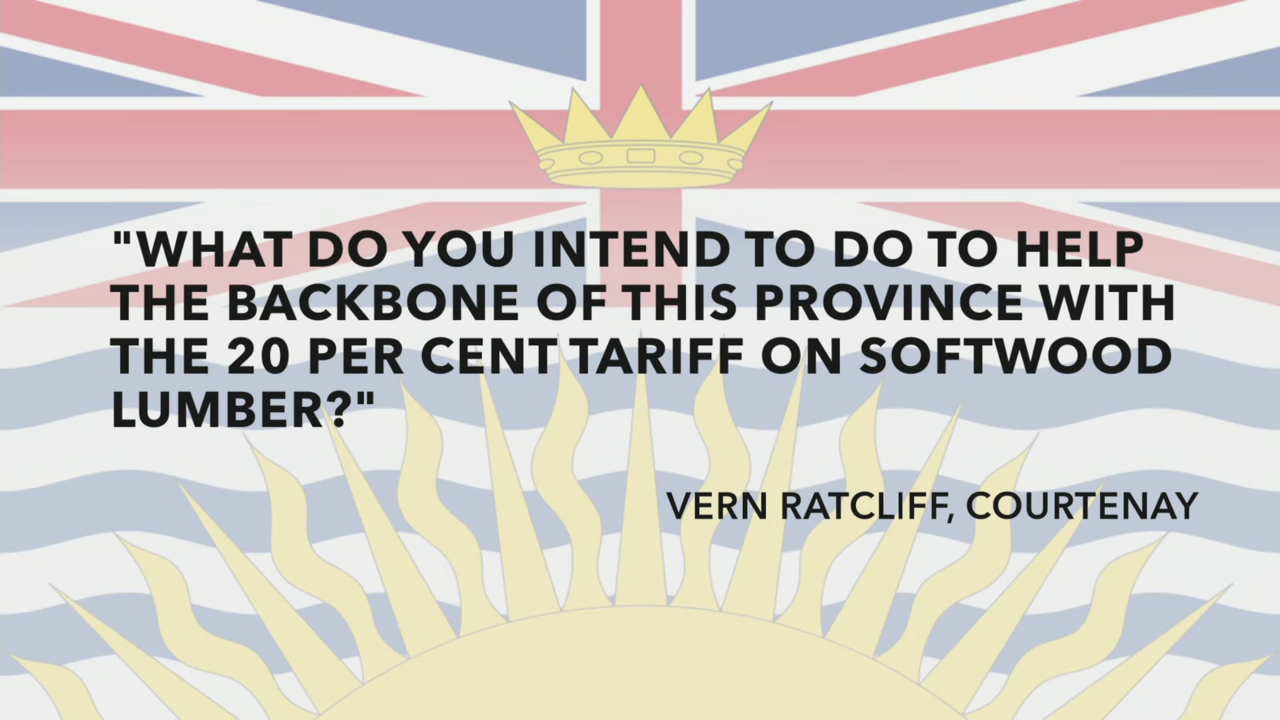 "WHAT DO YOU INTEND TO DO TO HELP
THE BACKBONE OF THIS PROVINCE WITH
THE 20 PER CENT TARIFF ON SOFTWOOD
LUMBER?"
VERN RATCLIFF, COURTENAY